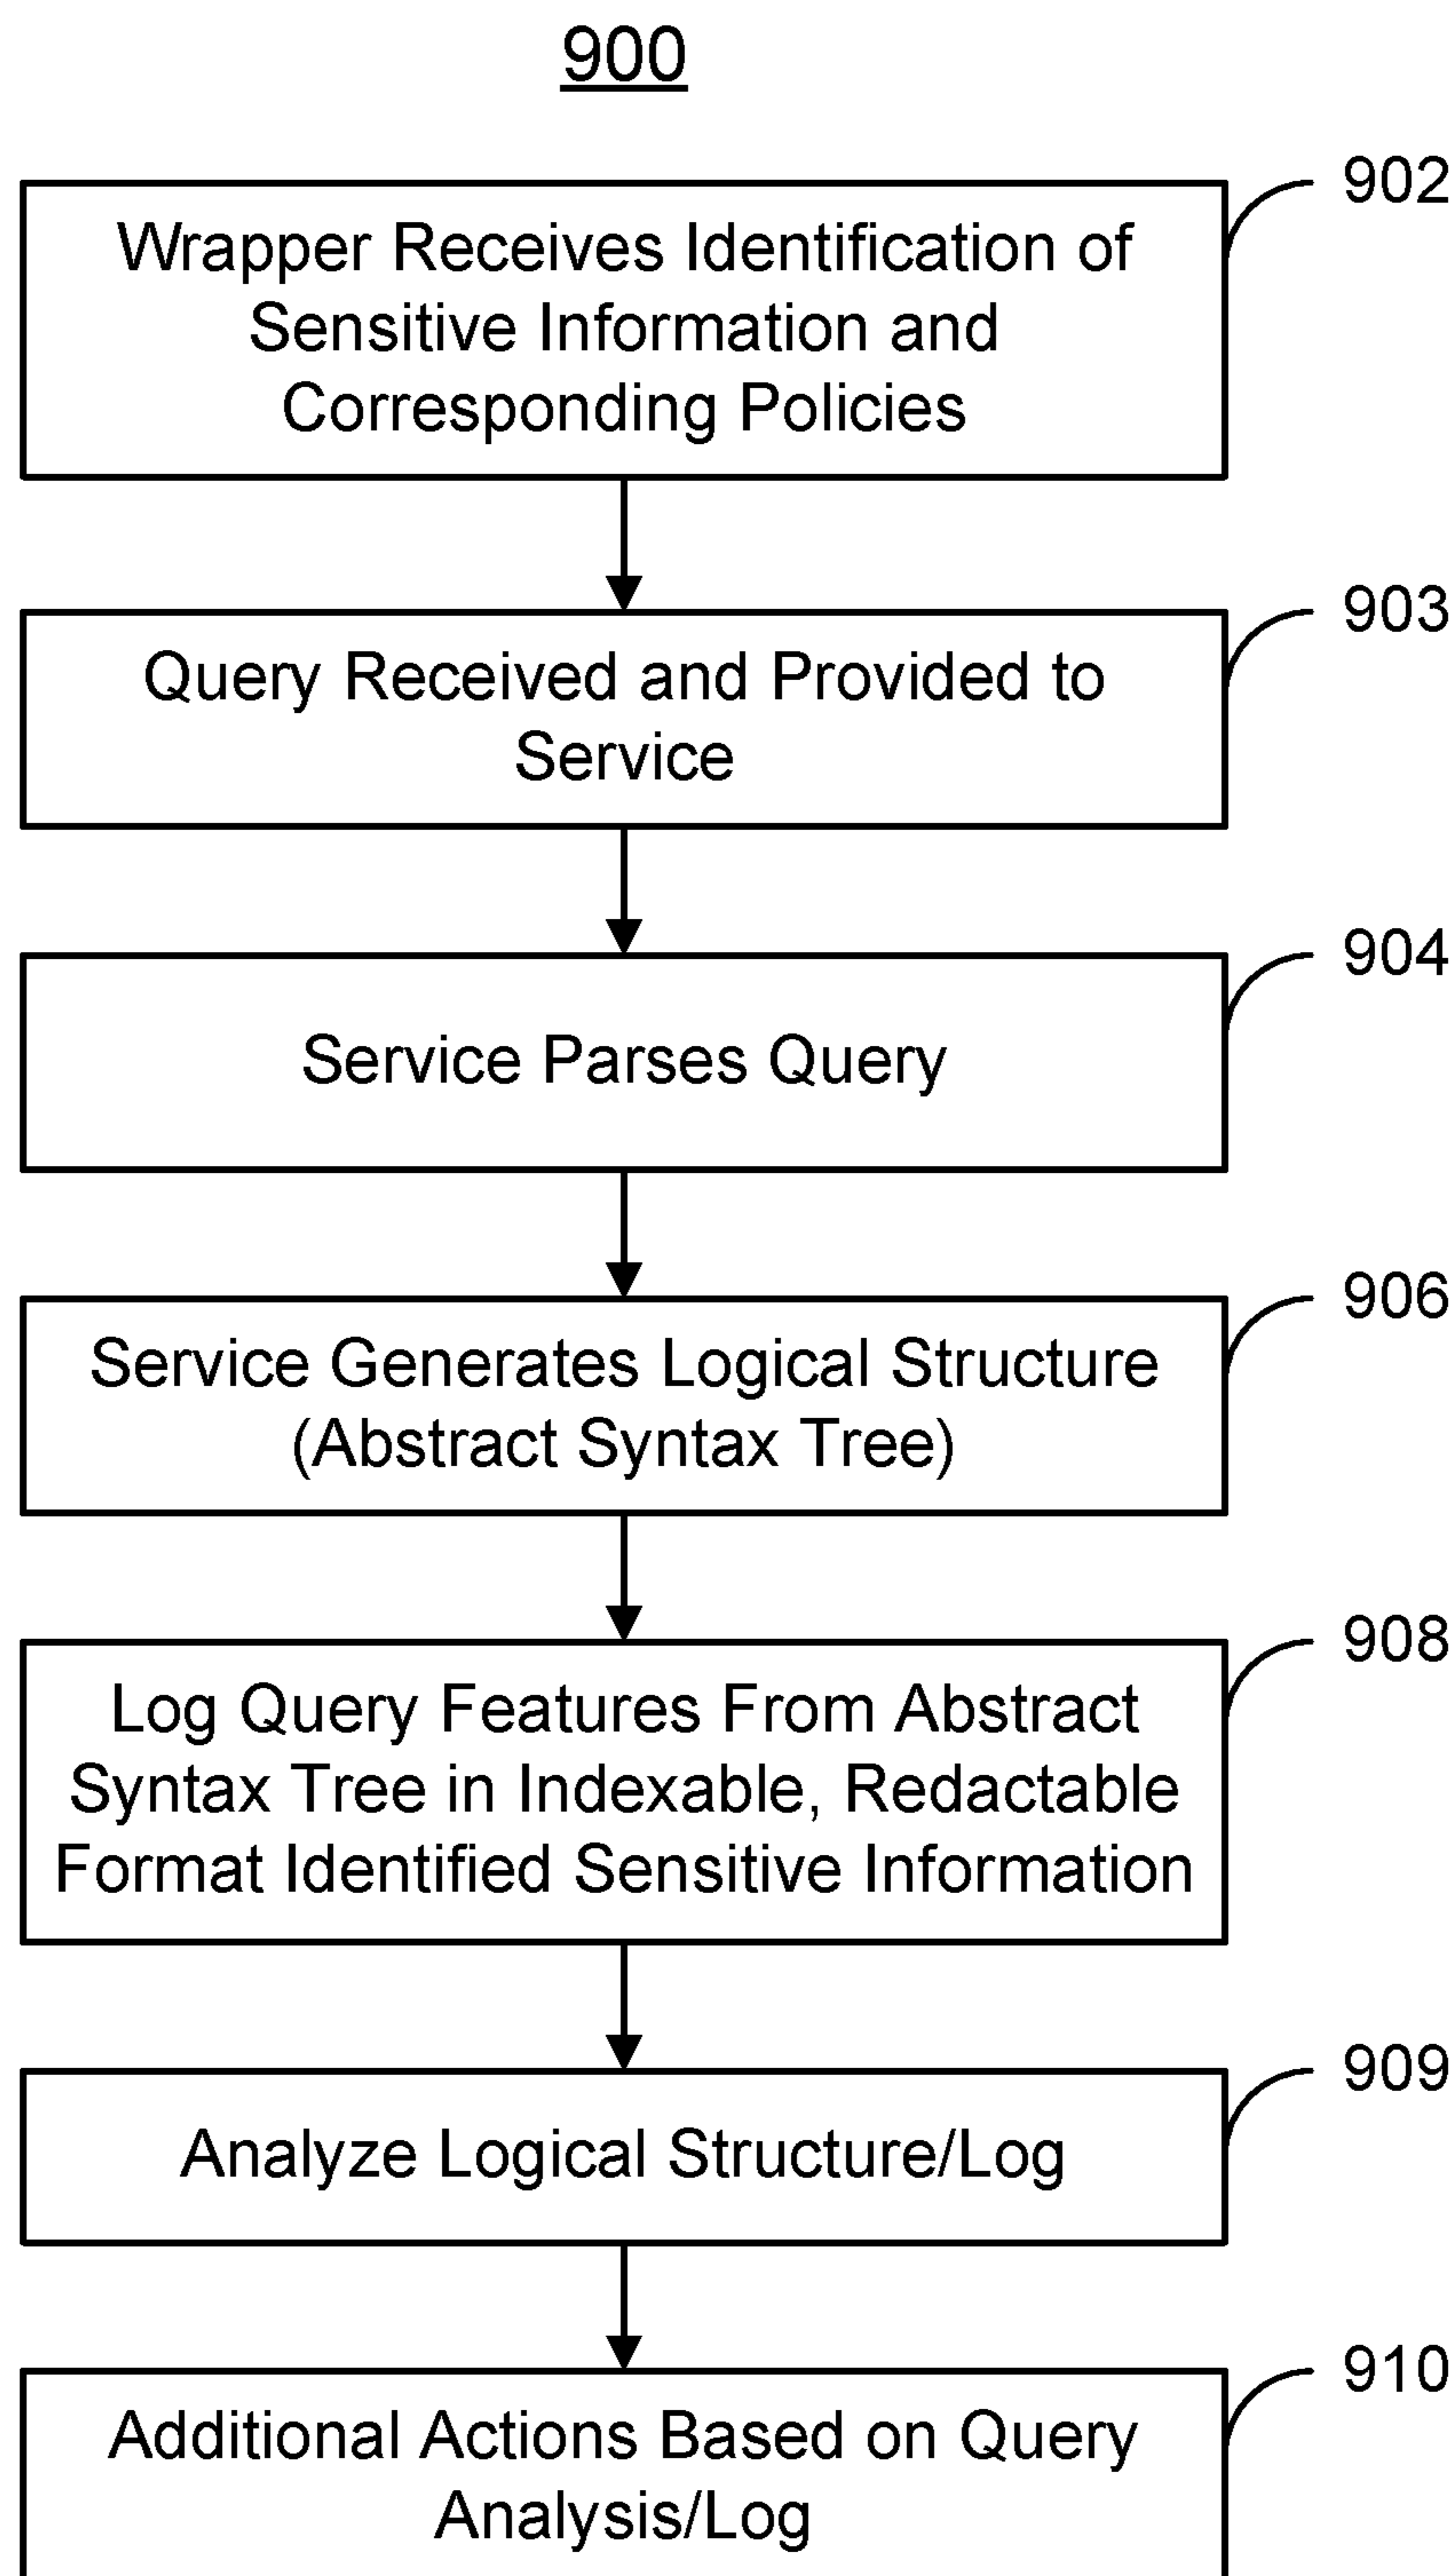 900
902
Wrapper Receives Identification of
Sensitive Information and
Corresponding Policies
903
Query Received and Provided to
Service
904
Service Parses Query
906
Service Generates Logical Structure
(Abstract Syntax Tree)
908
Log Query Features From Abstract
Syntax Tree in Indexable, Redactable
Format Identified Sensitive Information
909
Analyze Logical Structure/Log
910
Additional Actions Based on Query
Analysis/Log